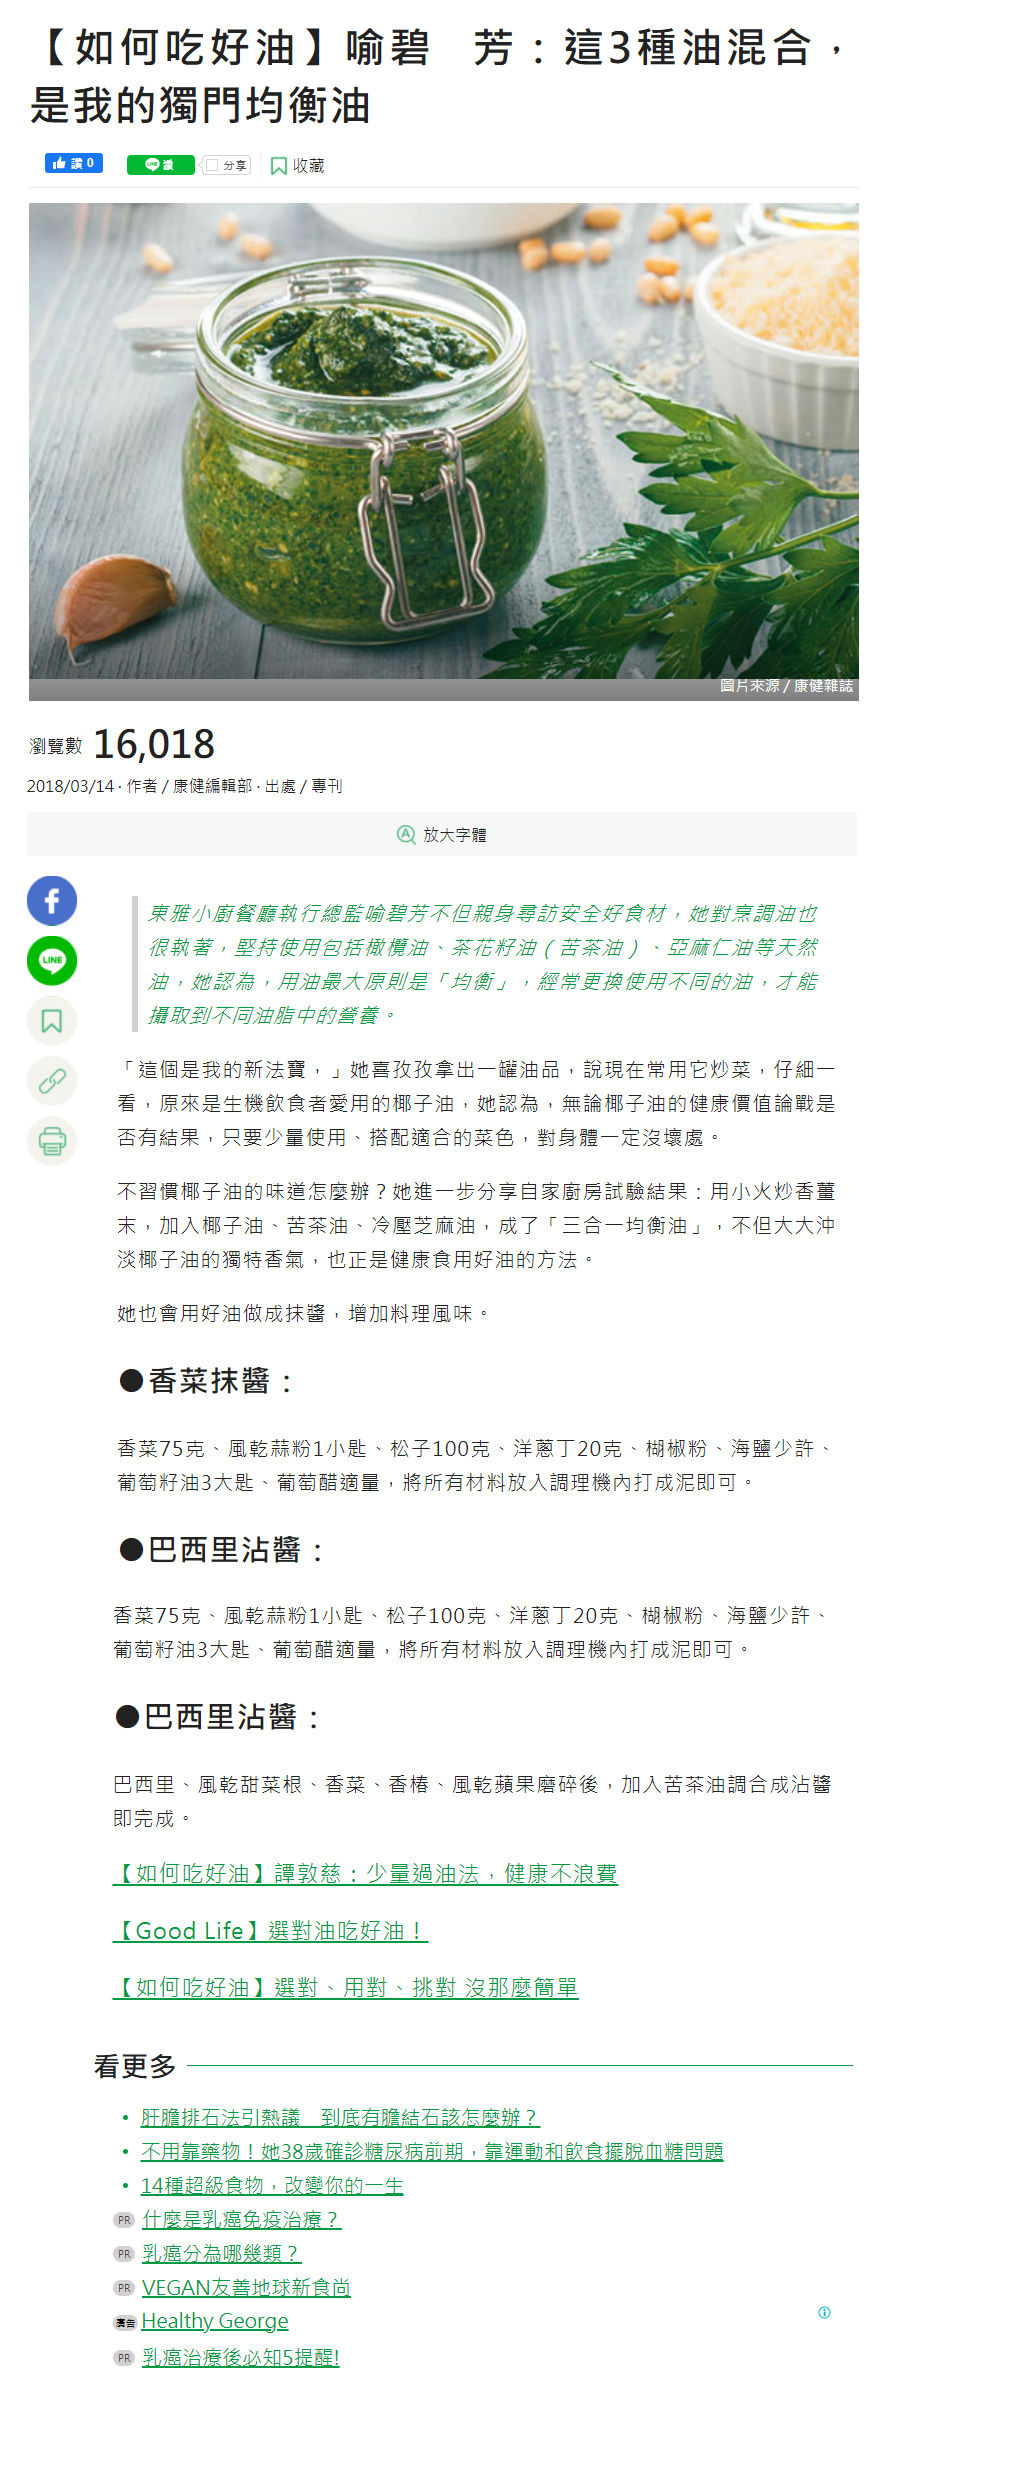 【如何吃好油】喻碧　芳：這3種油混合，
是我的獨門均衡油
讚 0
LINE 讚
分享
收藏
圖片來源 / 康健雜誌
瀏覽數 16,018
2018/03/14 · 作者 / 康健編輯部 · 出處 / 專刊
放大字體
東雅小廚餐廳執行總監喻碧芳不但親身尋訪安全好食材，她對烹調油也
很執著，堅持使用包括橄欖油、茶花籽油（苦茶油）、亞麻仁油等天然
油，她認為，用油最大原則是「均衡」，經常更換使用不同的油，才能
攝取到不同油脂中的營養。
LINE
「這個是我的新法寶，」她喜孜孜拿出一罐油品，說現在常用它炒菜，仔細一
看，原來是生機飲食者愛用的椰子油，她認為，無論椰子油的健康價值論戰是
否有結果，只要少量使用、搭配適合的菜色，對身體一定沒壞處。
不習慣椰子油的味道怎麼辦？她進一步分享自家廚房試驗結果：用小火炒香薑
末，加入椰子油、苦茶油、冷壓芝麻油，成了「三合一均衡油」，不但大大沖
淡椰子油的獨特香氣，也正是健康食用好油的方法。
她也會用好油做成抹醬，增加料理風味。
●香菜抹醬：
香菜75克、風乾蒜粉1小匙、松子100克、洋蔥丁20克、楜椒粉、海鹽少許、
葡萄籽油3大匙、葡萄醋適量，將所有材料放入調理機內打成泥即可。
●巴西里沾醬：
香菜75克、風乾蒜粉1小匙、松子100克、洋蔥丁20克、楜椒粉、海鹽少許、
葡萄籽油3大匙、葡萄醋適量，將所有材料放入調理機內打成泥即可。
●巴西里沾醬：
巴西里、風乾甜菜根、香菜、香椿、風乾蘋果磨碎後，加入苦茶油調合成沾醬
即完成。
【如何吃好油】譚敦慈：少量過油法，健康不浪費
【Good Life】選對油吃好油！
【如何吃好油】選對、用對、挑對 沒那麼簡單
看更多
• 肝膽排石法引熱議　到底有膽結石該怎麼辦？
• 不用靠藥物！她38歲確診糖尿病前期，靠運動和飲食擺脫血糖問題
• 14種超級食物，改變你的一生
PR 什麼是乳癌免疫治療？
PR 乳癌分為哪幾類？
PR VEGAN友善地球新食尚
廣告 Healthy George
PR 乳癌治療後必知5提醒!